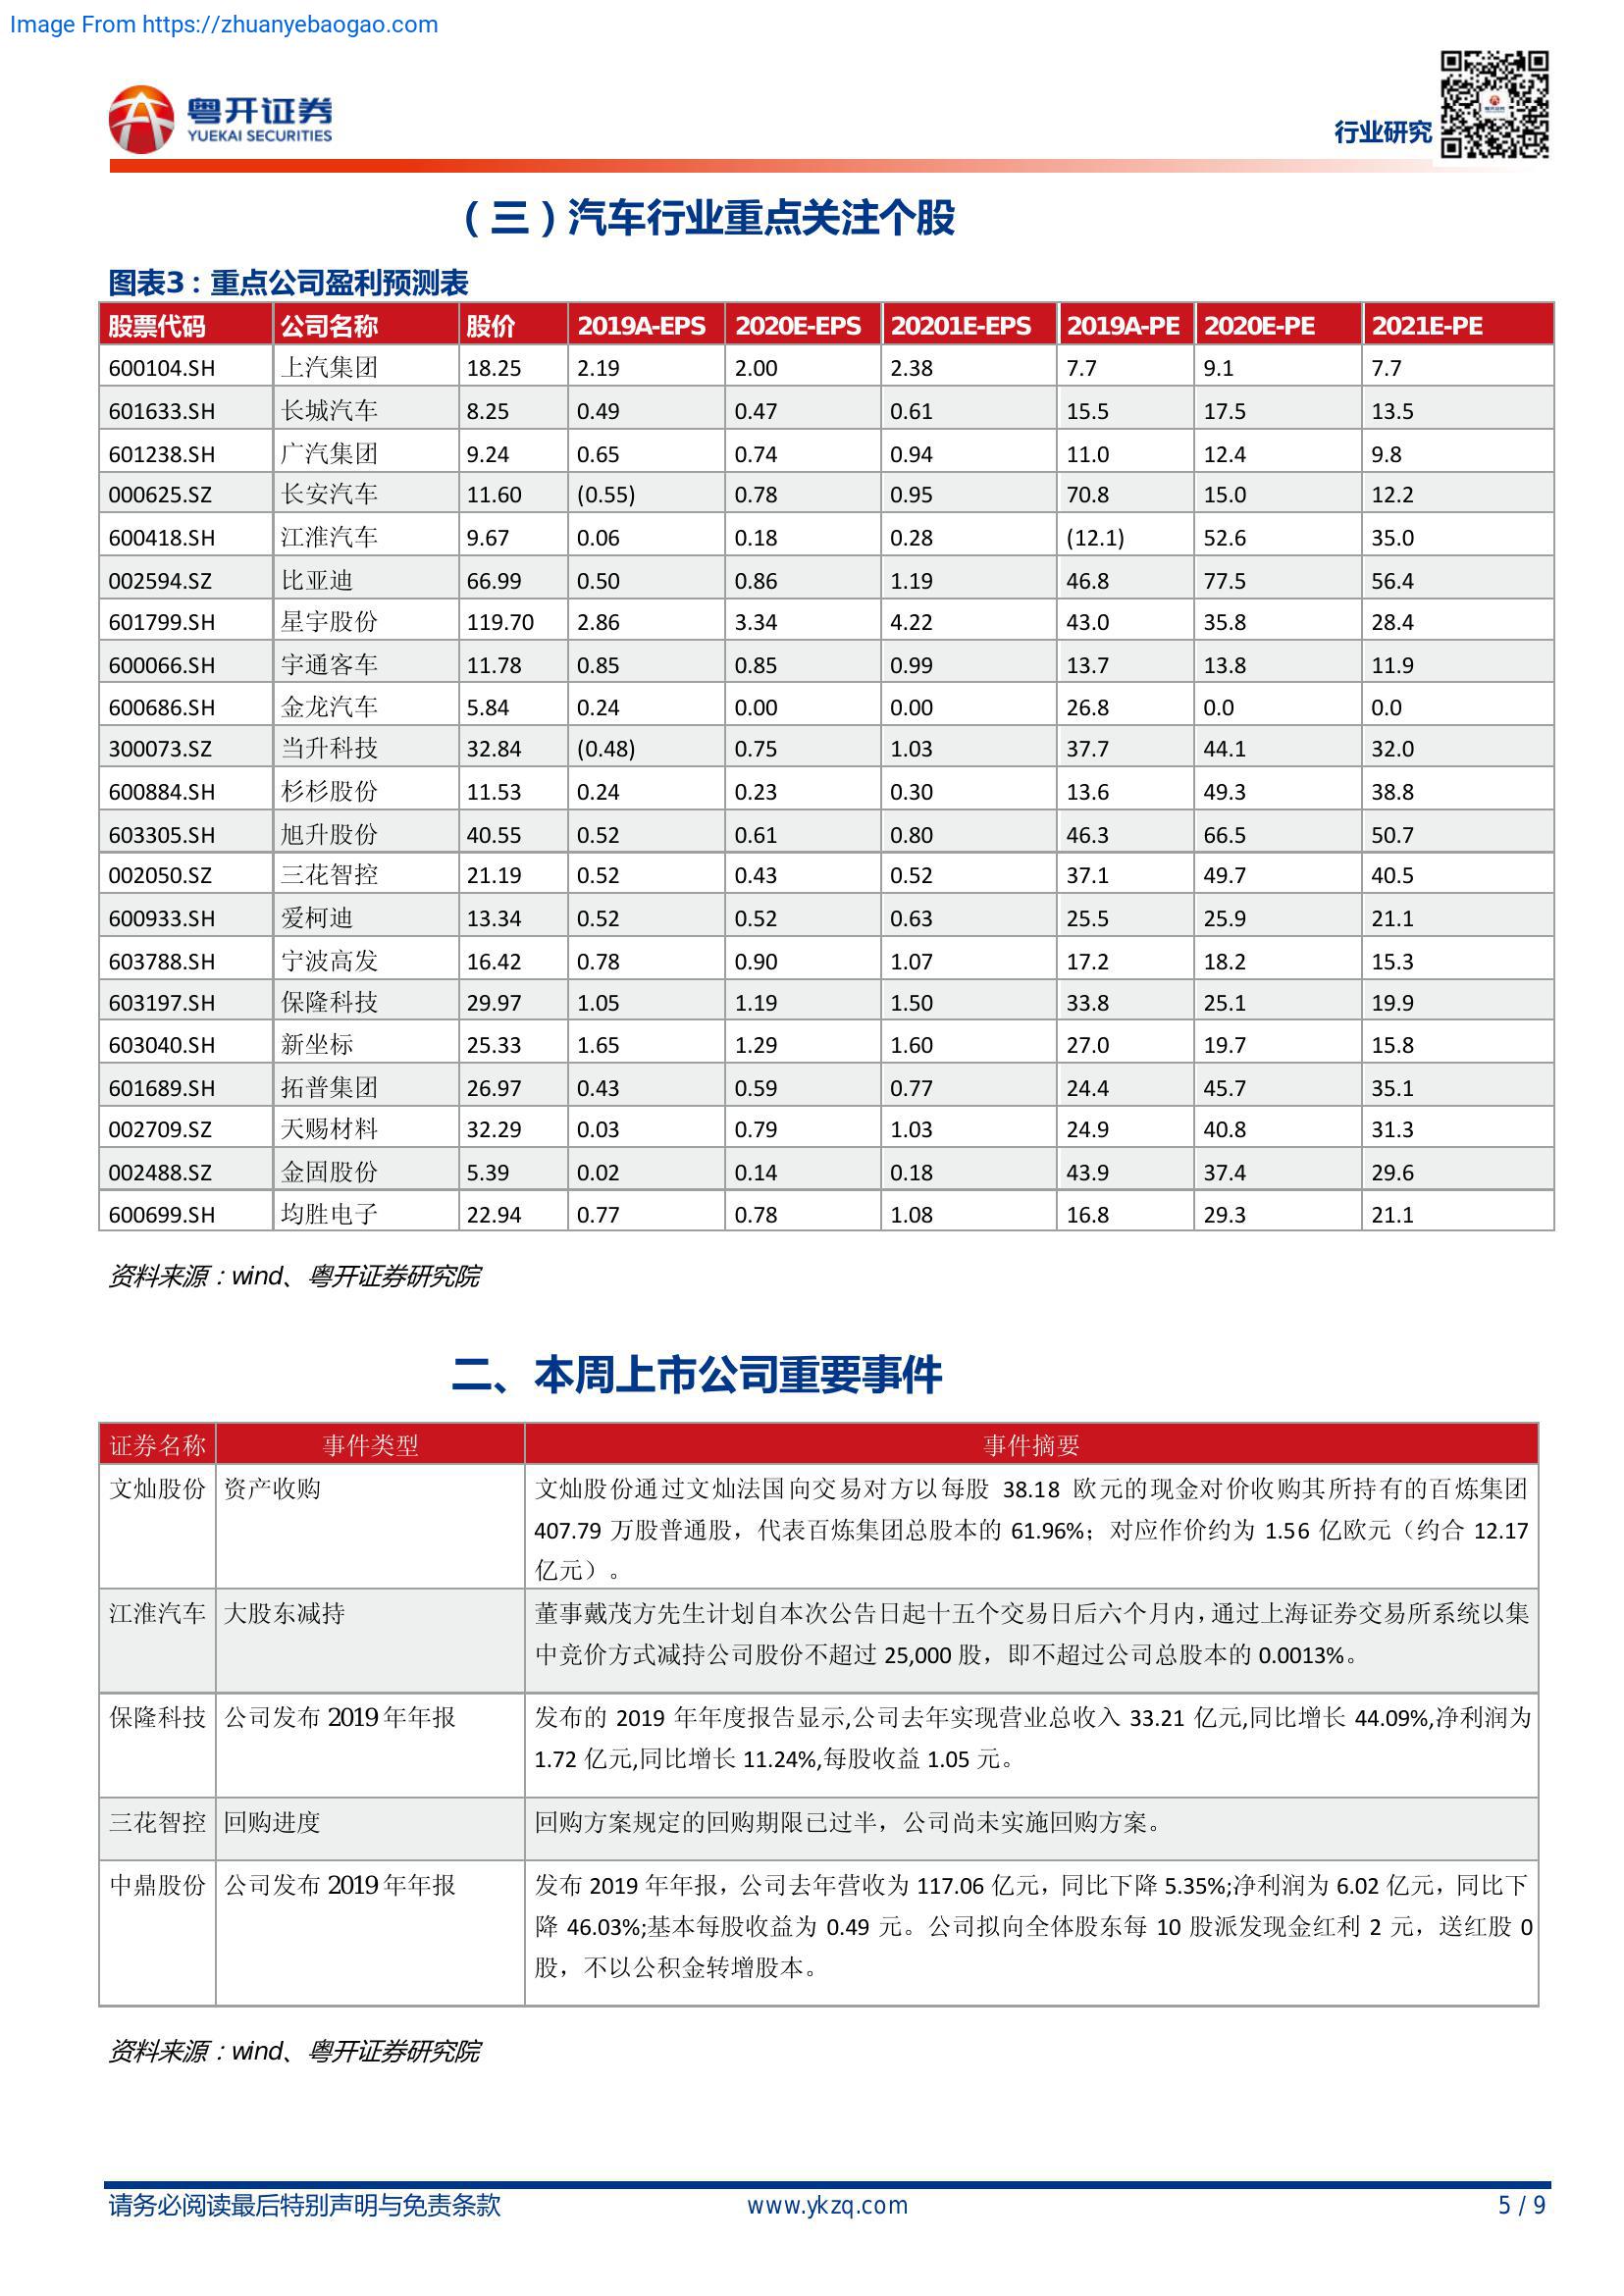 Image From https://zhuanyebaogao.com
粤开证券
YUEKAI SECURITIES
行业研究
（三）汽车行业重点关注个股
图表3：重点公司盈利预测表
股票代码 公司名称 股价 2019A-EPS 2020E-EPS 20201E-EPS 2019A-PE 2020E-PE 2021E-PE
600104.SH 上汽集团 18.25 2.19 2.00 2.38 7.7 9.1 7.7
601633.SH 长城汽车 8.25 0.49 0.47 0.61 15.5 17.5 13.5
601238.SH 广汽集团 9.24 0.65 0.74 0.94 11.0 12.4 9.8
000625.SZ 长安汽车 11.60 (0.55) 0.78 0.95 70.8 15.0 12.2
600418.SH 江淮汽车 9.67 0.06 0.18 0.28 (12.1) 52.6 35.0
002594.SZ 比亚迪 66.99 0.50 0.86 1.19 46.8 77.5 56.4
601799.SH 星宇股份 119.70 2.86 3.34 4.22 43.0 35.8 28.4
600066.SH 宇通客车 11.78 0.85 0.85 0.99 13.7 13.8 11.9
600686.SH 金龙汽车 5.84 0.24 0.00 0.00 26.8 0.0 0.0
300073.SZ 当升科技 32.84 (0.48) 0.75 1.03 37.7 44.1 32.0
600884.SH 杉杉股份 11.53 0.24 0.23 0.30 13.6 49.3 38.8
603305.SH 旭升股份 40.55 0.52 0.61 0.80 46.3 66.5 50.7
002050.SZ 三花智控 21.19 0.52 0.43 0.52 37.1 49.7 40.5
600933.SH 爱柯迪 13.34 0.52 0.52 0.63 25.5 25.9 21.1
603788.SH 宁波高发 16.42 0.78 0.90 1.07 17.2 18.2 15.3
603197.SH 保隆科技 29.97 1.05 1.19 1.50 33.8 25.1 19.9
603040.SH 新坐标 25.33 1.65 1.29 1.60 27.0 19.7 15.8
601689.SH 拓普集团 26.97 0.43 0.59 0.77 24.4 45.7 35.1
002709.SZ 天赐材料 32.29 0.03 0.79 1.03 24.9 40.8 31.3
002488.SZ 金固股份 5.39 0.02 0.14 0.18 43.9 37.4 29.6
600699.SH 均胜电子 22.94 0.77 0.78 1.08 16.8 29.3 21.1
资料来源：wind、粤开证券研究院
二、本周上市公司重要事件
证券名称 事件类型 事件摘要
文灿股份 资产收购 文灿股份通过文灿法国向交易对方以每股 38.18 欧元的现金对价收购其所持有的百炼集团
407.79 万股普通股，代表百炼集团总股本的 61.96%；对应作价约为 1.56 亿欧元（约合 12.17
亿元）。
江淮汽车 大股东减持 董事戴茂方先生计划自本次公告日起十五个交易日后六个月内,通过上海证券交易所系统以集
中竞价方式减持公司股份不超过 25,000 股，即不超过公司总股本的 0.0013%。
保隆科技 公司发布 2019 年年报 发布的 2019 年年度报告显示,公司去年实现营业总收入 33.21 亿元,同比增长 44.09%,净利润为
1.72 亿元,同比增长 11.24%,每股收益 1.05 元。
三花智控 回购进度 回购方案规定的回购期限已过半，公司尚未实施回购方案。
中鼎股份 公司发布 2019 年年报 发布 2019 年年报，公司去年营收为 117.06 亿元，同比下降 5.35%;净利润为 6.02 亿元，同比下
降 46.03%;基本每股收益为 0.49 元。公司拟向全体股东每 10 股派发现金红利 2 元，送红股 0
股，不以公积金转增股本。
资料来源：wind、粤开证券研究院
请务必阅读最后特别声明与免责条款 www.ykzq.com 5 / 9